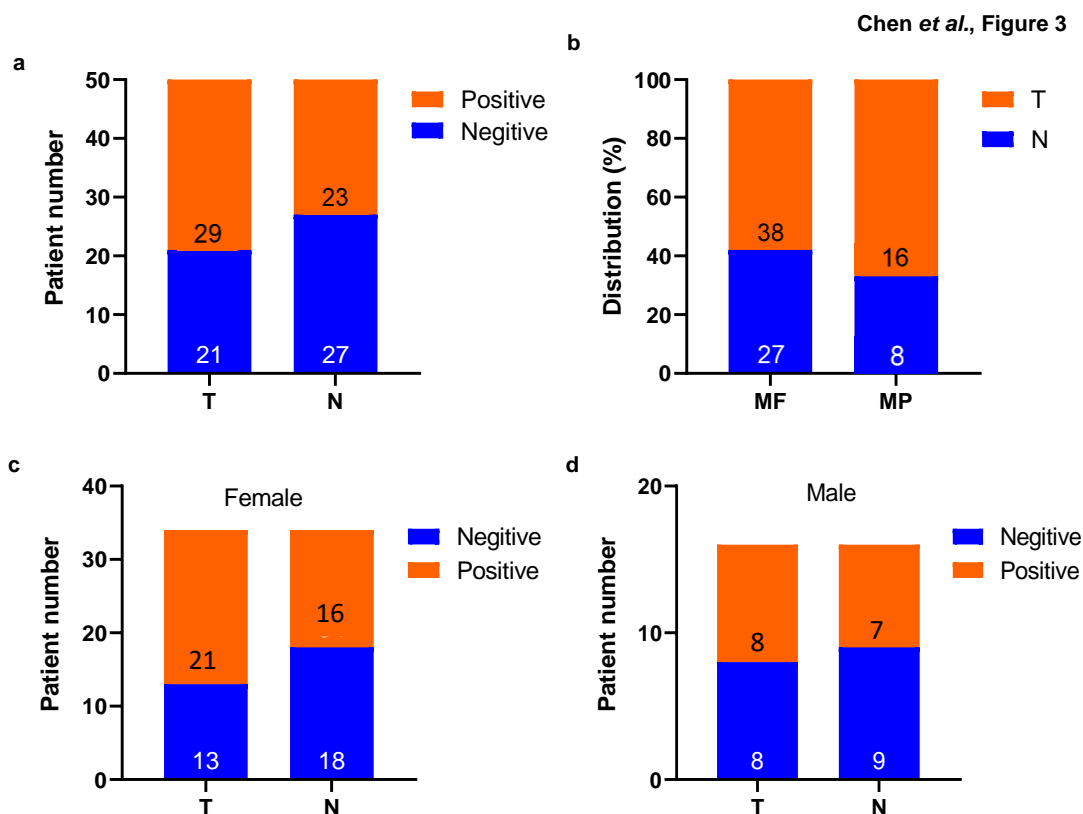 Chen et al., Figure 3
a
50
40
30
20
10
0
Patient number
29
23
21
27
T
N
Positive
Negitive
b
100
80
60
40
20
0
Distribution (%)
38
16
27
8
MF
MP
T
N
c
Female
40
30
20
10
0
Patient number
21
16
13
18
T
N
Negitive
Positive
d
Male
20
10
0
Patient number
8
7
8
9
T
N
Negitive
Positive